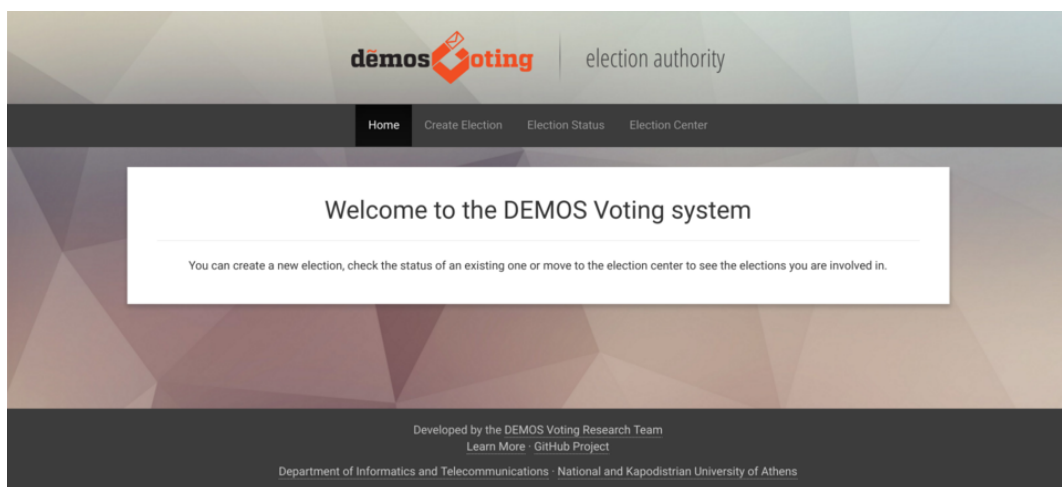 dēmos Voting election authority
Home Create Election Election Status Election Center
Welcome to the DEMOS Voting system
You can create a new election, check the status of an existing one or move to the election center to see the elections you are involved in.
Developed by the DEMOS Voting Research Team
Learn More · GitHub Project
Department of Informatics and Telecommunications · National and Kapodistrian University of Athens